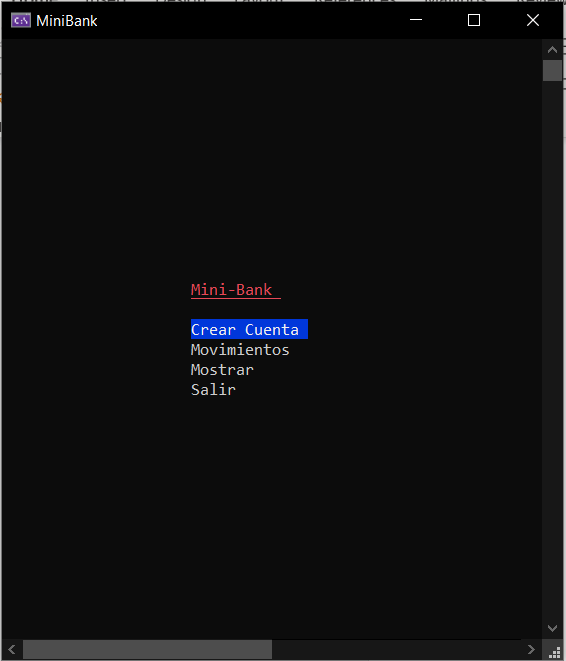 MiniBank
Mini-Bank
Crear Cuenta
Movimientos
Mostrar
Salir